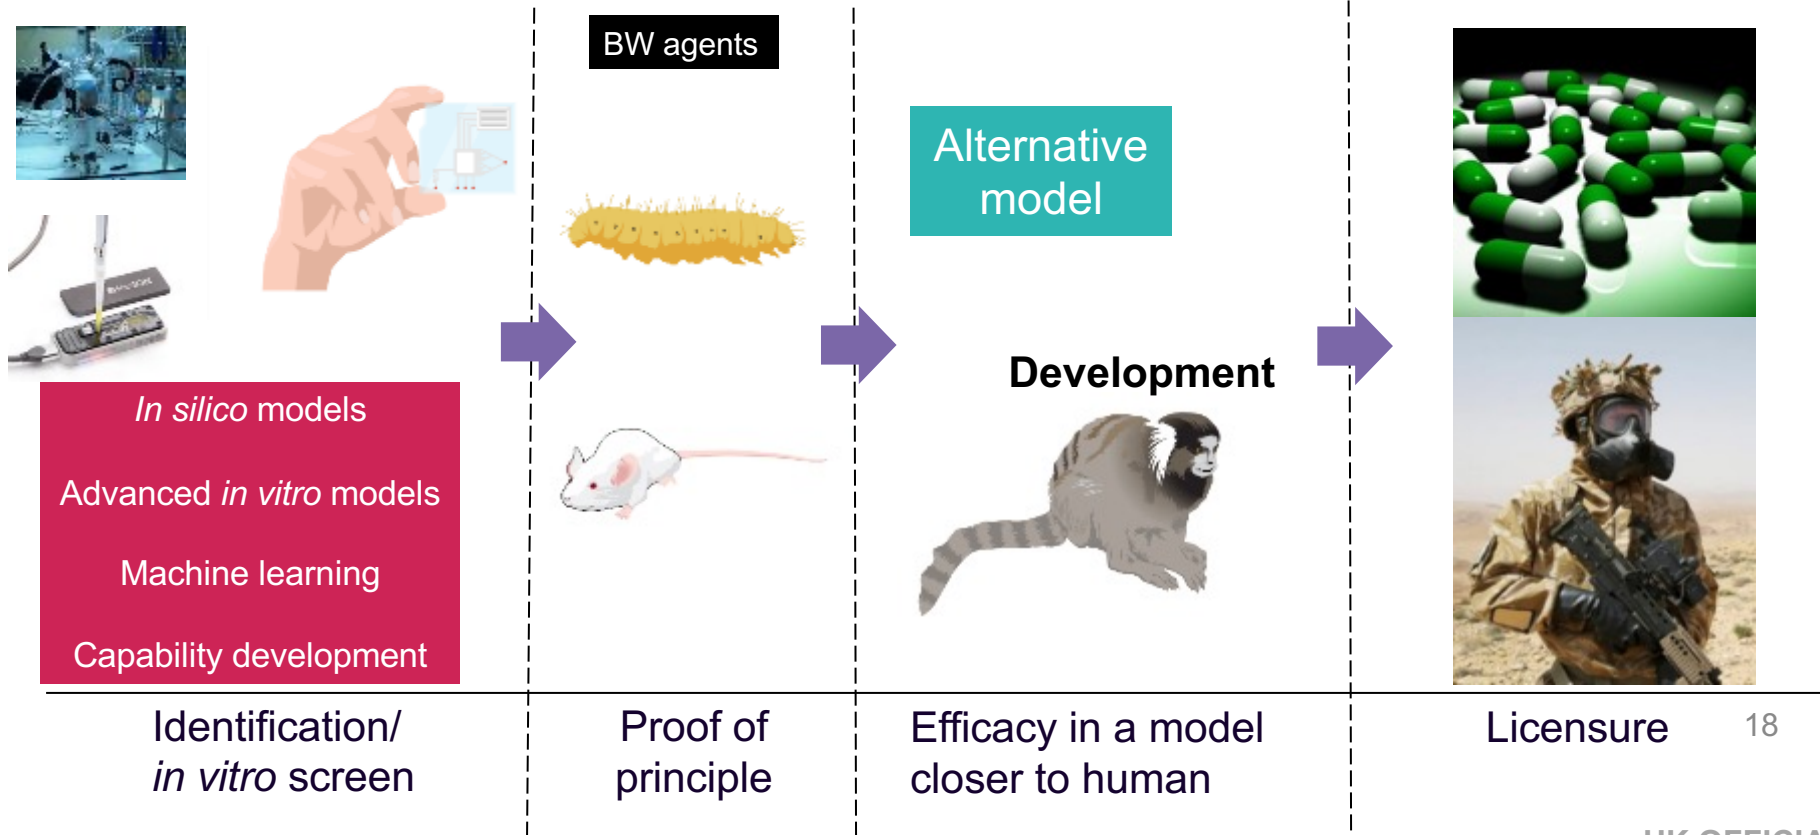 BW agents
Alternative
model
Development
In silico models
Advanced in vitro models
Machine learning
Capability development
Identification/
in vitro screen
Proof of
principle
Efficacy in a model
closer to human
Licensure
18